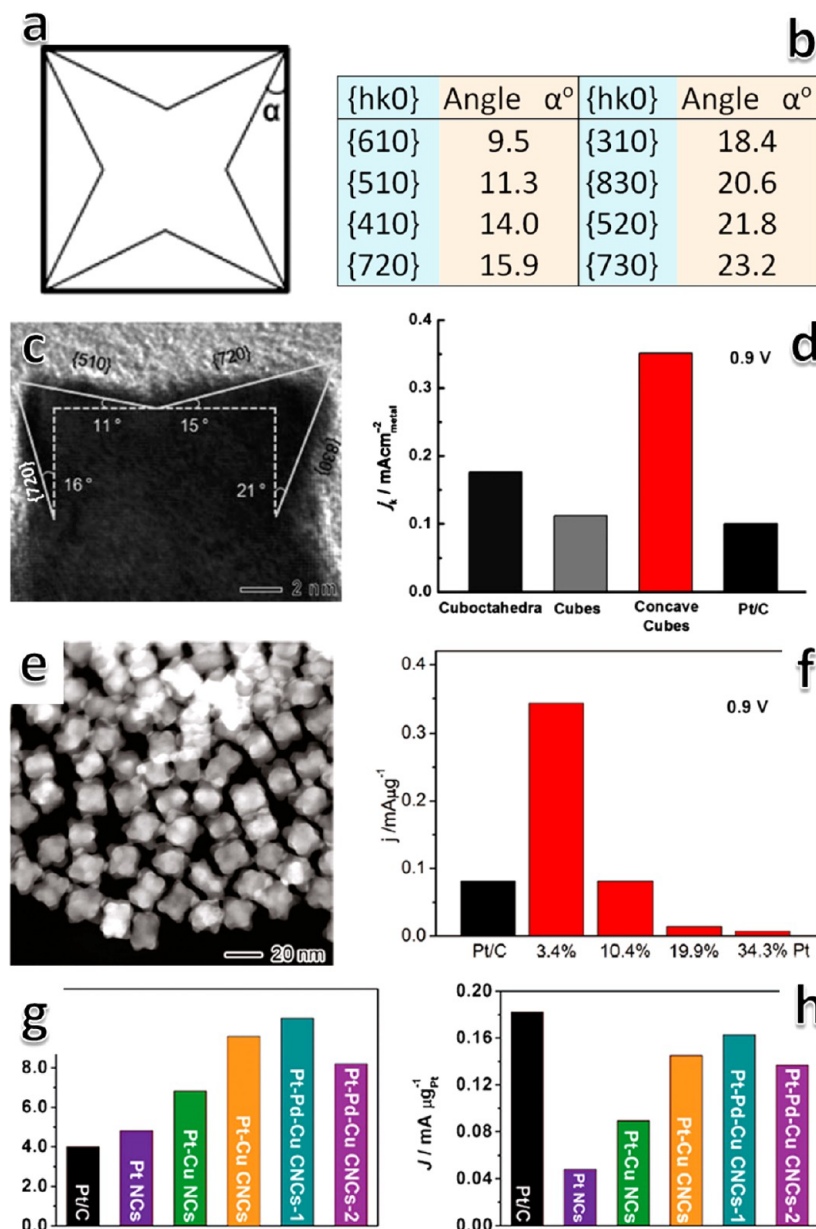 a
α
b
{hk0} Angle α° {hk0} Angle α°
{610} 9.5 {310} 18.4
{510} 11.3 {830} 20.6
{410} 14.0 {520} 21.8
{720} 15.9 {730} 23.2
c
{510}
{720}
11°
15°
{720}
16°
21°
{830}
2 nm
d
0.9 V
0.4
0.3
0.2
0.1
0.0
jk / mAcm⁻²metal
Cuboctahedra Cubes Concave Cubes Pt/C
e
20 nm
f
0.9 V
0.4
0.3
0.2
0.1
0.0
j /mAμg⁻¹
Pt/C 3.4% 10.4% 19.9% 34.3% Pt
g
8.0
6.0
4.0
2.0
0.0
Pt/C
Pt NCs
Pt-Cu NCs
Pt-Cu CNCs
Pt-Pd-Cu CNCs-1
Pt-Pd-Cu CNCs-2
h
0.20
0.16
0.12
0.08
0.04
0.00
J / mA μg⁻¹Pt
Pt/C
Pt NCs
Pt-Cu NCs
Pt-Cu CNCs
Pt-Pd-Cu CNCs-1
Pt-Pd-Cu CNCs-2